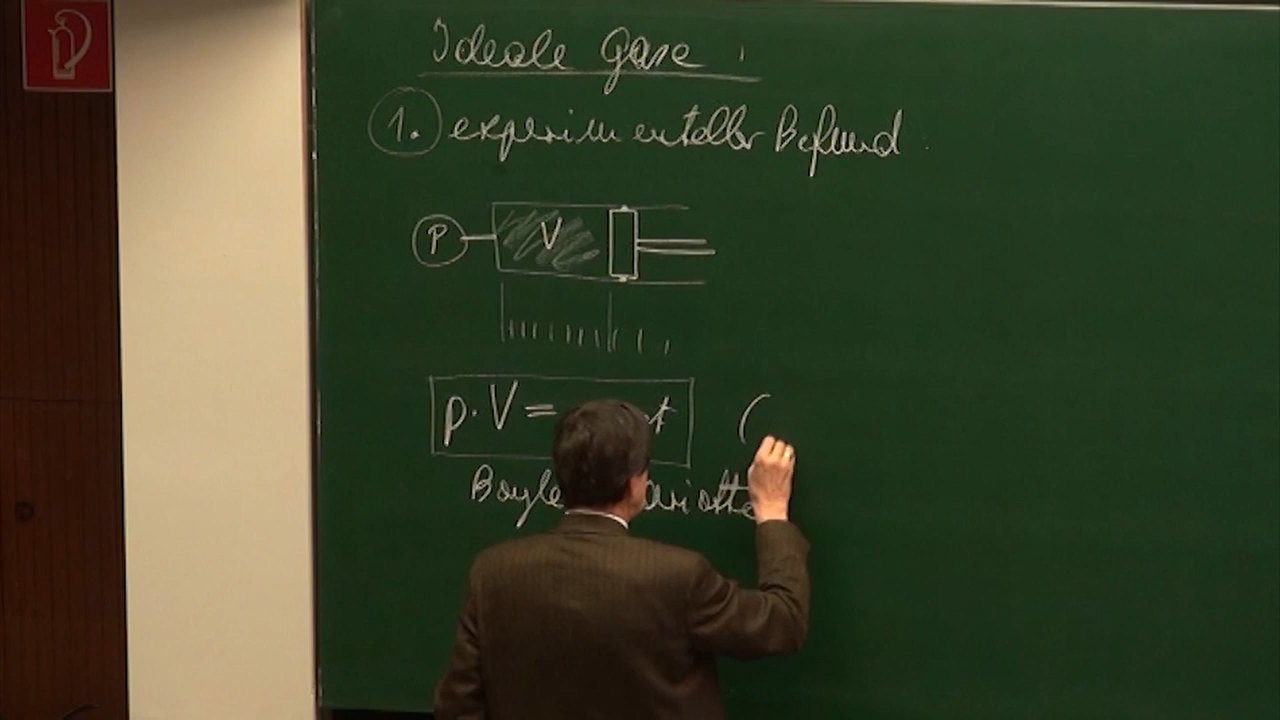 Ideale Gase :
1. experimenteller Befund :
P V
p · V =
Boyle
(